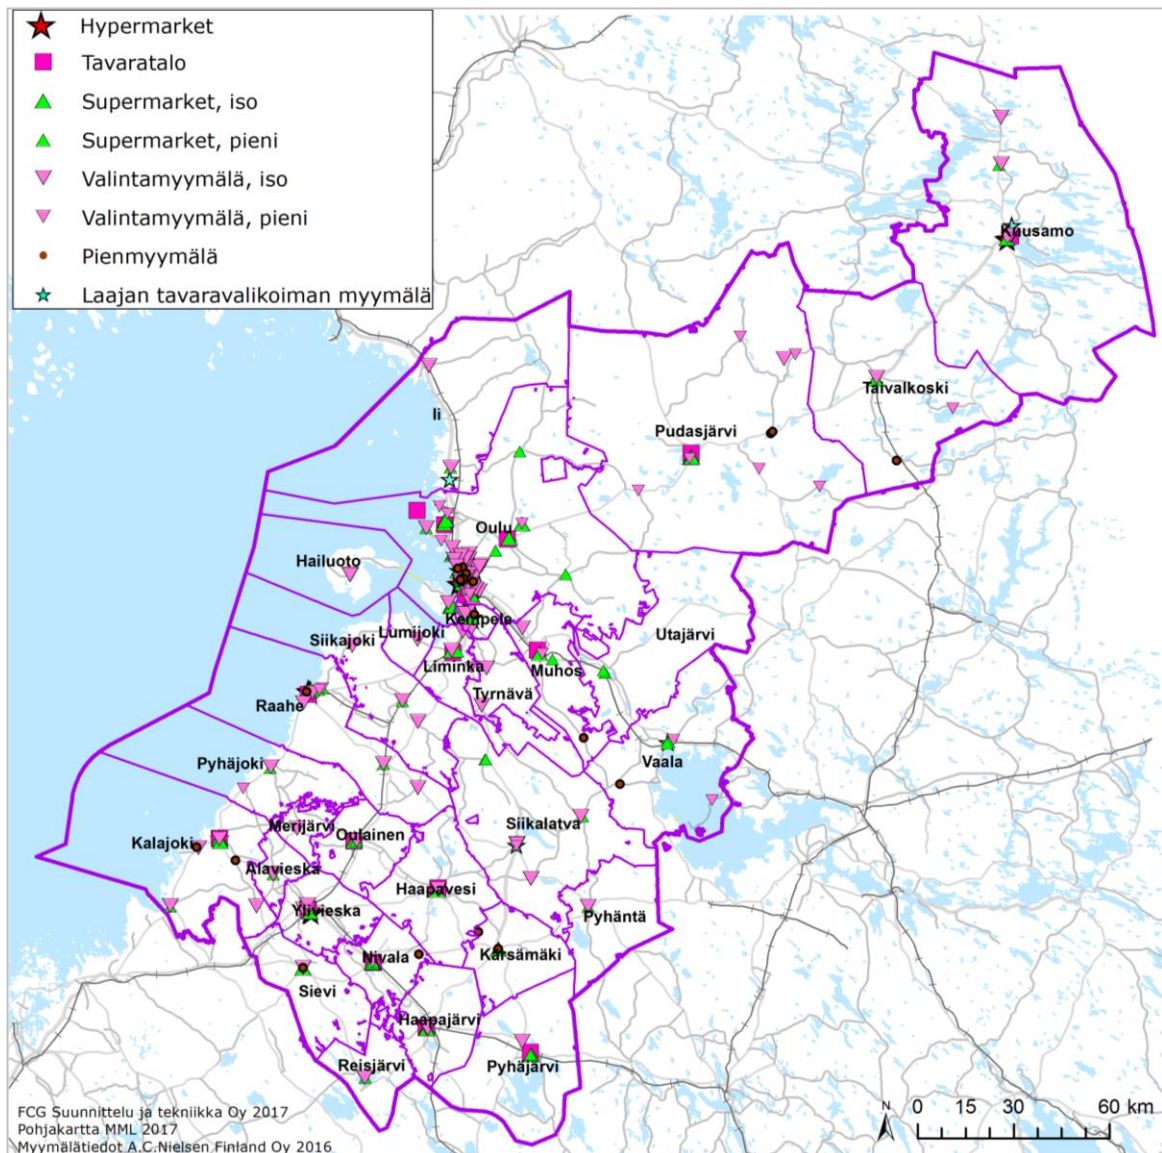 Hypermarket
Tavaratalo
Supermarket, iso
Supermarket, pieni
Valintamyymälä, iso
Valintamyymälä, pieni
Pienmyymälä
Laajan tavaravalikoiman myymälä
Kuusamo
Taivalkoski
Ii
Pudasjärvi
Oulu
Hailuoto
Kempele
Lumijoki
Siikajoki
Utajärvi
Liminka
Muhos
Tyrnävä
Raahe
Vaala
Pyhäjoki
Siikalatva
Merijärvi
Oulainen
Kalajoki
Alavieska
Haapavesi
Ylivieska
Pyhäntä
Kärsämäki
Nivala
Sievi
Haapajärvi
Reisjärvi
Pyhäjärvi
FCG Suunnittelu ja tekniikka Oy 2017
Pohjakartta MML 2017
Myymälätiedot A.C.Nielsen Finland Oy 2016
N
0 15 30 60 km